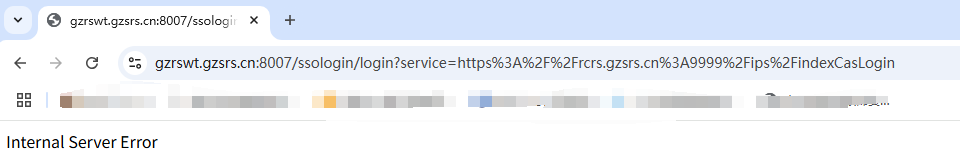 gzrswt.gzsrs.cn:8007/ssologin
gzrswt.gzsrs.cn:8007/ssologin/login?service=https%3A%2F%2Frcrs.gzsrs.cn%3A9999%2Fips%2FindexCasLogin
Internal Server Error